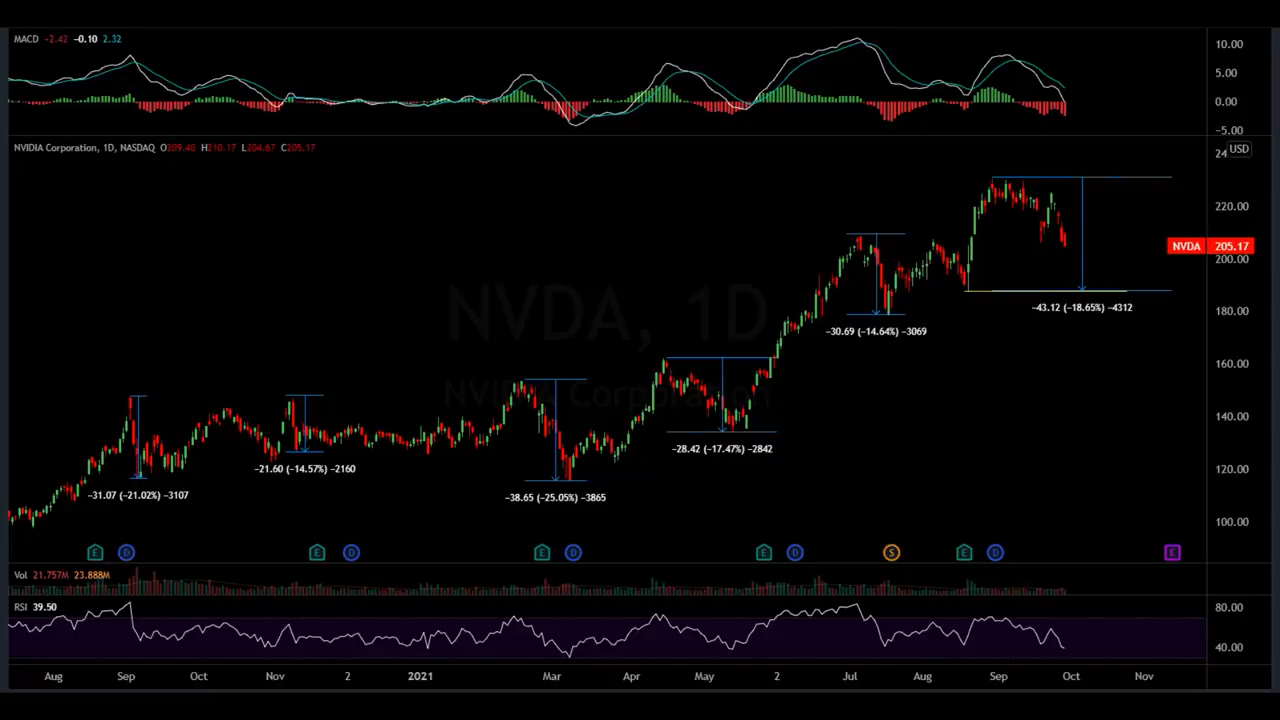 MACD −2.42 −0.10 2.32
10.00
5.00
0.00
−5.00
NVIDIA Corporation, 1D, NASDAQ O209.40 H210.17 L204.67 C205.17
24 USD
220.00
NVDA 205.17
200.00
180.00
160.00
140.00
120.00
100.00
NVDA, 1D
NVIDIA Corporation
−43.12 (−18.65%) −4312
−30.69 (−14.64%) −3069
−28.42 (−17.47%) −2842
−21.60 (−14.57%) −2160
−31.07 (−21.02%) −3107
−38.65 (−25.05%) −3865
E D E D E D E D S E D E
Vol 21.757M 23.888M
RSI 39.50
80.00
40.00
Aug Sep Oct Nov 2 2021 Mar Apr May 2 Jul Aug Sep Oct Nov